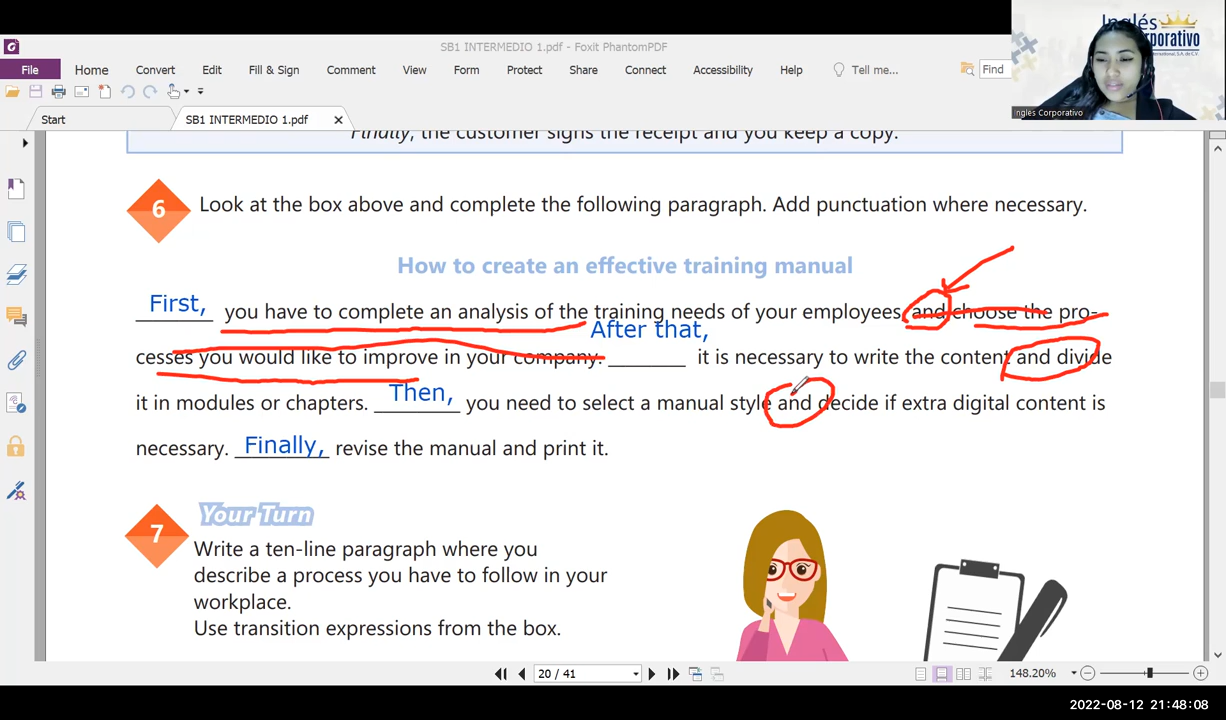 SB1 INTERMEDIO 1.pdf - Foxit PhantomPDF
File Home Convert Edit Fill & Sign Comment View Form Protect Share Connect Accessibility Help Tell me... Find
Inglés
Corporativo
Internacional, S.A. de C.V.
Inglés Corporativo
Start SB1 INTERMEDIO 1.pdf
Finally, the customer signs the receipt and you keep a copy.
6 Look at the box above and complete the following paragraph. Add punctuation where necessary.
How to create an effective training manual
First, you have to complete an analysis of the training needs of your employees and choose the pro-
cesses you would like to improve in your company. After that, it is necessary to write the content and divide
it in modules or chapters. Then, you need to select a manual style and decide if extra digital content is
necessary. Finally, revise the manual and print it.
7 Your Turn
Write a ten-line paragraph where you
describe a process you have to follow in your
workplace.
Use transition expressions from the box.
20 / 41 148.20%
2022-08-12 21:48:08